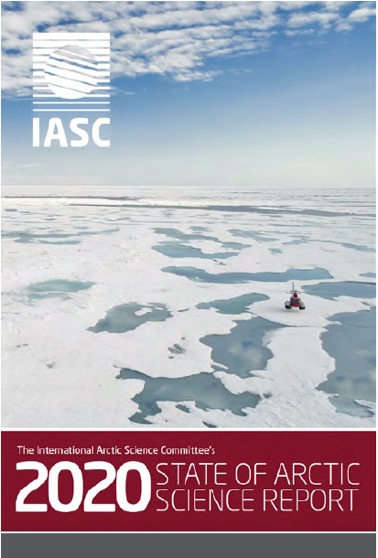 IASC
The International Arctic Science Committee's
2020 STATE OF ARCTIC
SCIENCE REPORT